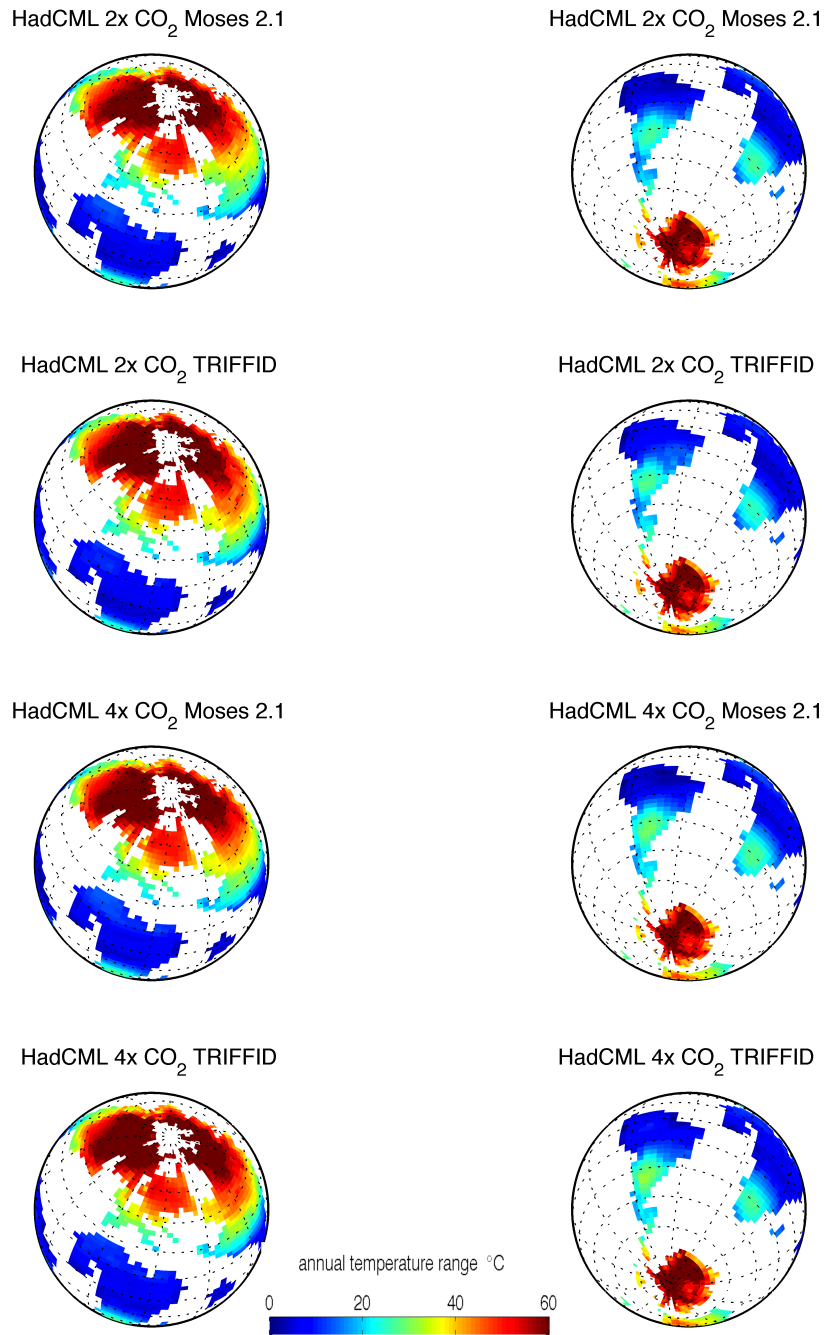 HadCML 2x CO2 Moses 2.1
HadCML 2x CO2 Moses 2.1
HadCML 2x CO2 TRIFFID
HadCML 2x CO2 TRIFFID
HadCML 4x CO2 Moses 2.1
HadCML 4x CO2 Moses 2.1
HadCML 4x CO2 TRIFFID
HadCML 4x CO2 TRIFFID
annual temperature range °C
0 20 40 60